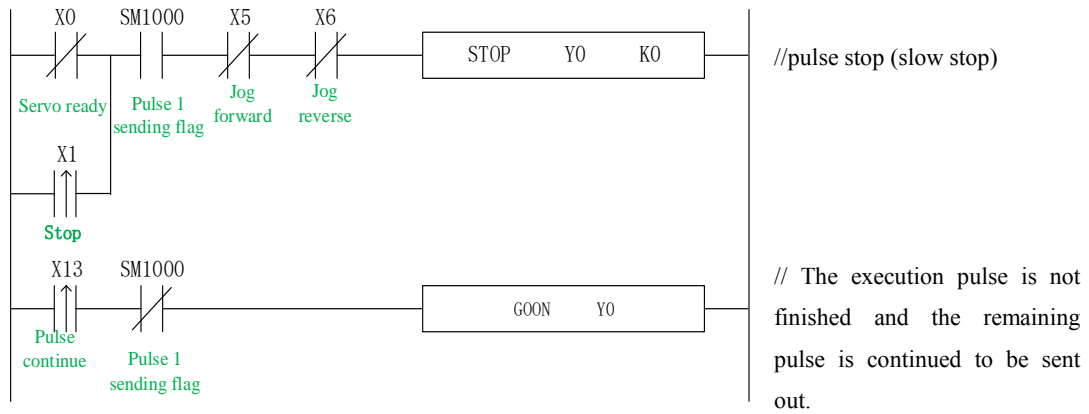 X0 SM1000 X5 X6
STOP Y0 K0
//pulse stop (slow stop)
Servo ready
Pulse 1
sending flag
Jog
forward
Jog
reverse
X1
Stop
X13 SM1000
GOON Y0
Pulse
continue
Pulse 1
sending flag
// The execution pulse is not
finished and the remaining
pulse is continued to be sent
out.